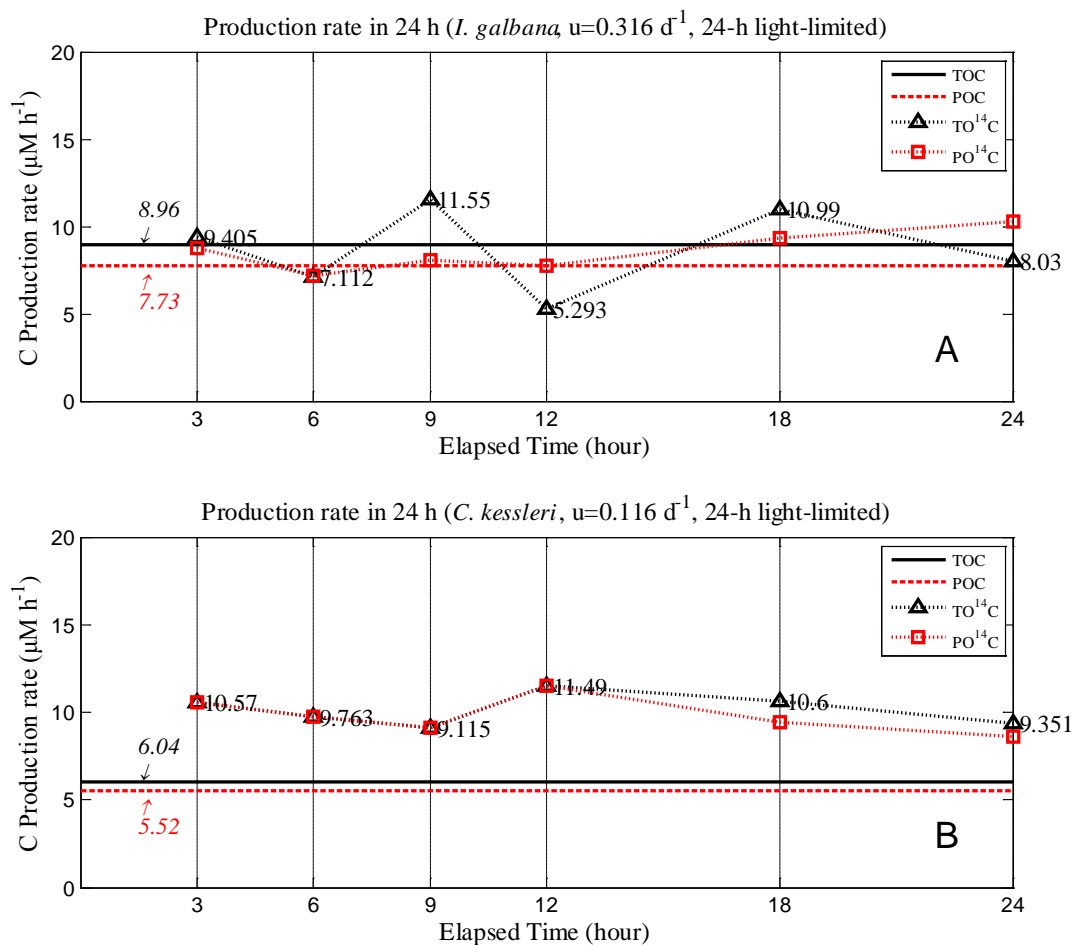 Production rate in 24 h (I. galbana, u=0.316 d⁻¹, 24-h light-limited)
20
15
10
5
0
C Production rate (µM h⁻¹)
TOC
POC
TO¹⁴C
PO¹⁴C
8.96
↙
↗
7.73
9.405
7.112
11.55
5.293
10.99
8.03
A
3 6 9 12 18 24
Elapsed Time (hour)
Production rate in 24 h (C. kessleri, u=0.116 d⁻¹, 24-h light-limited)
20
15
10
5
0
C Production rate (µM h⁻¹)
TOC
POC
TO¹⁴C
PO¹⁴C
10.57
9.763
9.115
11.49
10.6
9.351
6.04
↙
↗
5.52
B
3 6 9 12 18 24
Elapsed Time (hour)